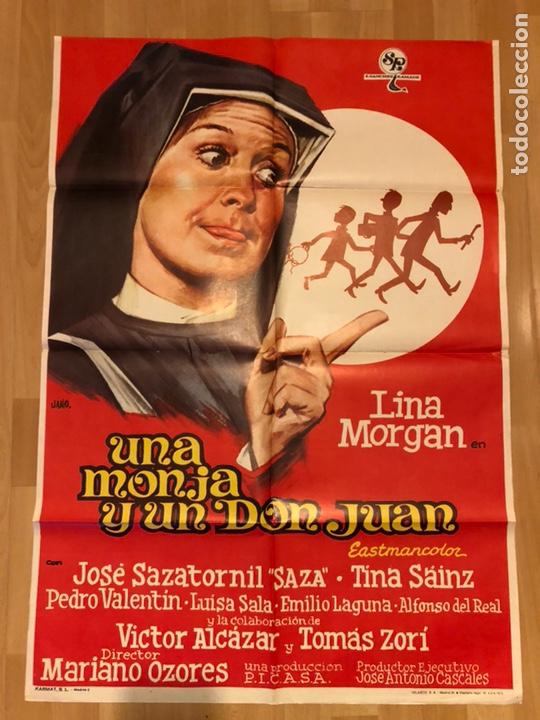 SF
JANO.
Lina
Morgan en
una
monja
y un Don Juan
Eastmancolor
con
José Sazatornil "SAZA" · Tina Sáinz
Pedro Valentín · Luisa Sala · Emilio Laguna · Alfonso del Real
y la colaboración de
Victor Alcázar y Tomás Zorí
Director
Mariano Ozores
una producción
P.I.C.A.S.A.
Productor Ejecutivo
José Antonio Cascales
todocoleccion